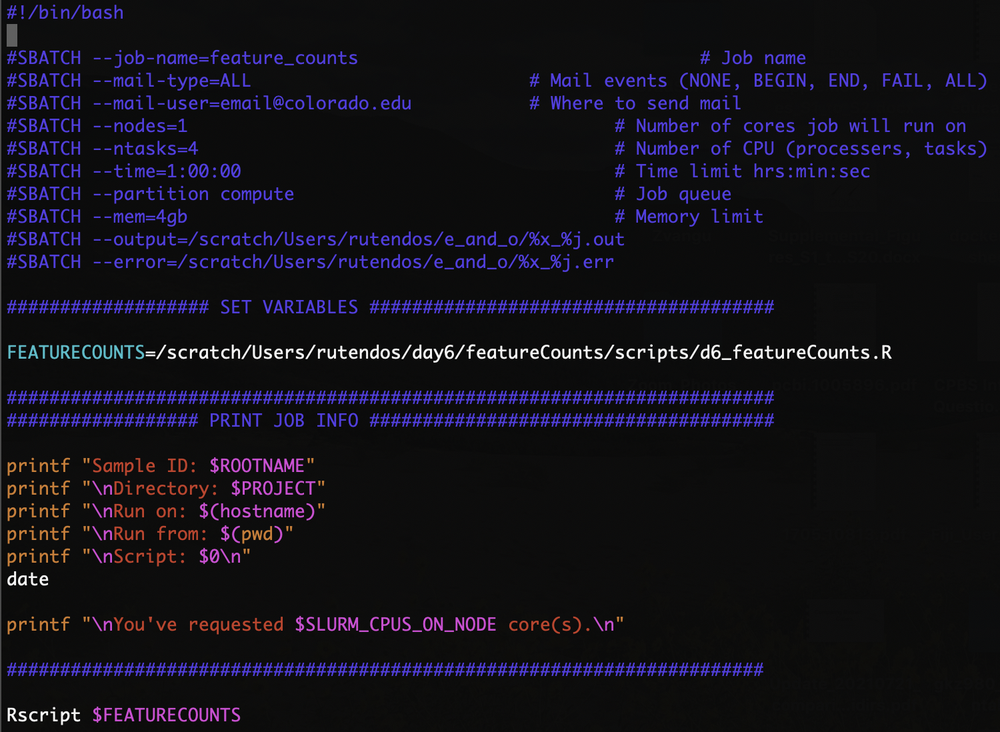 #!/bin/bash
#SBATCH --job-name=feature_counts # Job name
#SBATCH --mail-type=ALL # Mail events (NONE, BEGIN, END, FAIL, ALL)
#SBATCH --mail-user=email@colorado.edu # Where to send mail
#SBATCH --nodes=1 # Number of cores job will run on
#SBATCH --ntasks=4 # Number of CPU (processers, tasks)
#SBATCH --time=1:00:00 # Time limit hrs:min:sec
#SBATCH --partition compute # Job queue
#SBATCH --mem=4gb # Memory limit
#SBATCH --output=/scratch/Users/rutendos/e_and_o/%x_%j.out
#SBATCH --error=/scratch/Users/rutendos/e_and_o/%x_%j.err
################### SET VARIABLES ######################################
FEATURECOUNTS=/scratch/Users/rutendos/day6/featureCounts/scripts/d6_featureCounts.R
########################################################################
################## PRINT JOB INFO ######################################
printf "Sample ID: $ROOTNAME"
printf "\nDirectory: $PROJECT"
printf "\nRun on: $(hostname)"
printf "\nRun from: $(pwd)"
printf "\nScript: $0\n"
date
printf "\nYou've requested $SLURM_CPUS_ON_NODE core(s).\n"
#######################################################################
Rscript $FEATURECOUNTS